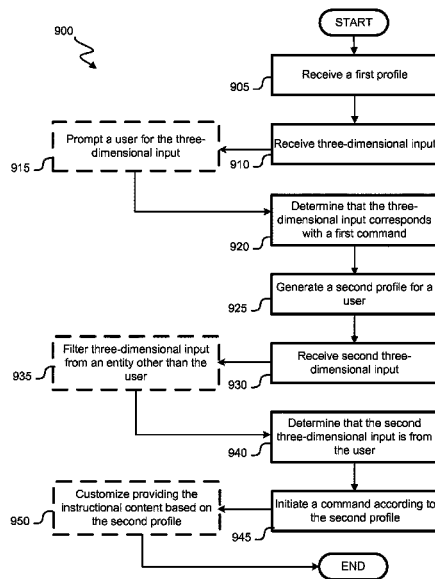 900
START
Receive a first profile
905
Prompt a user for the three-
dimensional input
915
Receive three-dimensional input
910
Determine that the three-
dimensional input corresponds
with a first command
920
Generate a second profile for a
user
925
Filter three-dimensional input
from an entity other than the
user
935
Receive second three-
dimensional input
930
Determine that the second
three-dimensional input is from
the user
940
Customize providing the
instructional content based on
the second profile
950
Initiate a command according to
the second profile
945
END